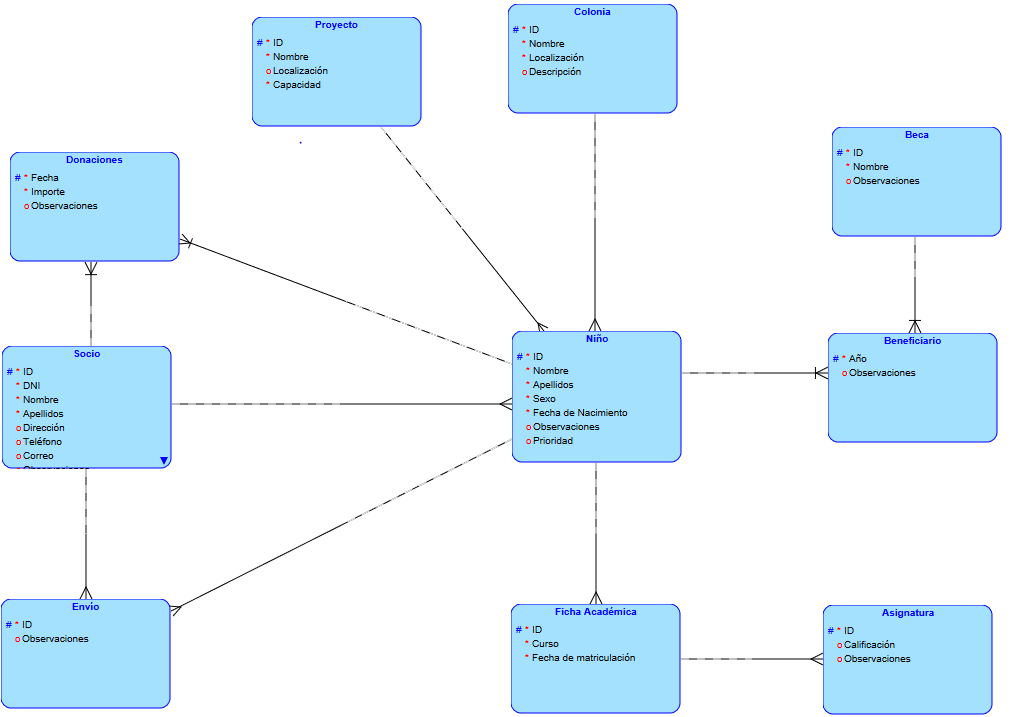 Proyecto
# * ID
* Nombre
o Localización
* Capacidad
Colonia
# * ID
* Nombre
* Localización
o Descripción
Beca
# * ID
* Nombre
o Observaciones
Donaciones
# * Fecha
* Importe
o Observaciones
Socio
# * ID
* DNI
* Nombre
* Apellidos
o Dirección
o Teléfono
o Correo
o Observaciones
Niño
# * ID
* Nombre
* Apellidos
* Sexo
* Fecha de Nacimiento
o Observaciones
o Prioridad
Beneficiario
# * Año
o Observaciones
Envío
# * ID
o Observaciones
Ficha Académica
# * ID
* Curso
* Fecha de matriculación
Asignatura
# * ID
o Calificación
o Observaciones